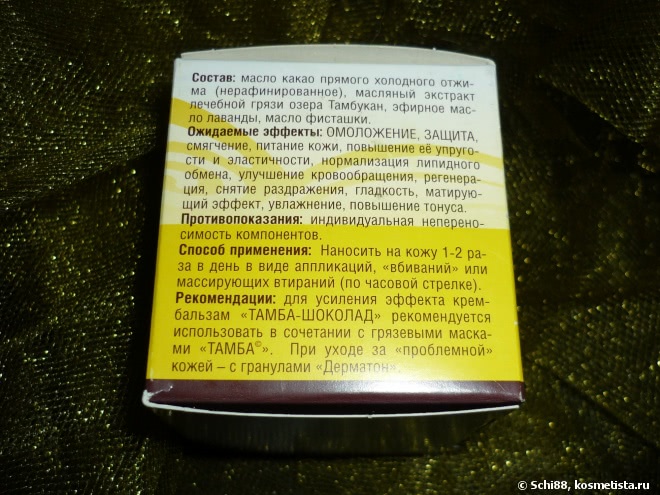 Состав: масло какао прямого холодного отжи-
ма (нерафинированное), масляный экстракт
лечебной грязи озера Тамбукан, эфирное мас-
ло лаванды, масло фисташки.
Ожидаемые эффекты: ОМОЛОЖЕНИЕ, ЗАЩИТА,
смягчение, питание кожи, повышение её упруго-
сти и эластичности, нормализация липидного
обмена, улучшение кровообращения, регенера-
ция, снятие раздражения, гладкость, матирую-
щий эффект, увлажнение, повышение тонуса.
Противопоказания: индивидуальная неперено-
симость компонентов.
Способ применения: Наносить на кожу 1-2 ра-
за в день в виде аппликаций, «вбиваний» или
массирующих втираний (по часовой стрелке).
Рекомендации: для усиления эффекта крем-
бальзам «ТАМБА-ШОКОЛАД» рекомендуется
использовать в сочетании с грязевыми маска-
ми «ТАМБА©». При уходе за «проблемной»
кожей – с гранулами «Дерматон».
© Schi88, kosmetista.ru